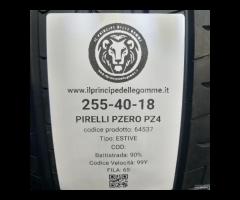 IL PRINCIPE DELLE GOMME
www.ilprincipedellegomme.it
255-40-18
PIRELLI PZERO PZ4
codice prodotto: 64537
Tipo: ESTIVE
COD:
Battistrada: 90%
Codice Velocità: 99Y
FILA: 65